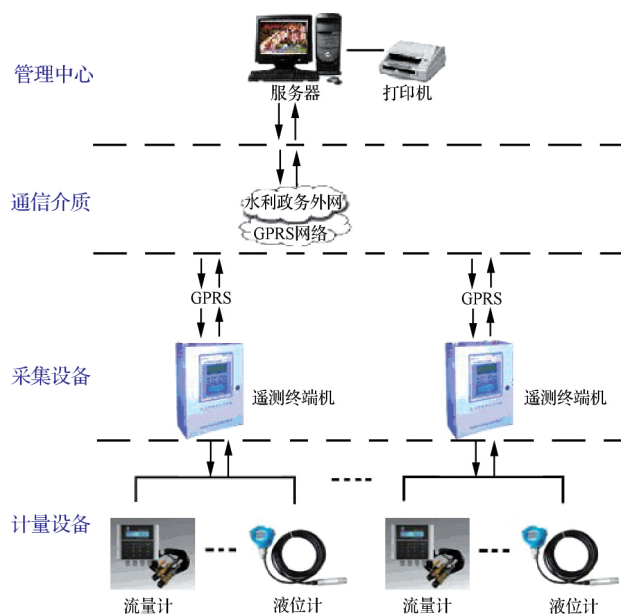 管理中心
服务器
打印机
通信介质
水利政务外网
GPRS网络
GPRS
GPRS
采集设备
遥测终端机
遥测终端机
计量设备
流量计
液位计
流量计
液位计